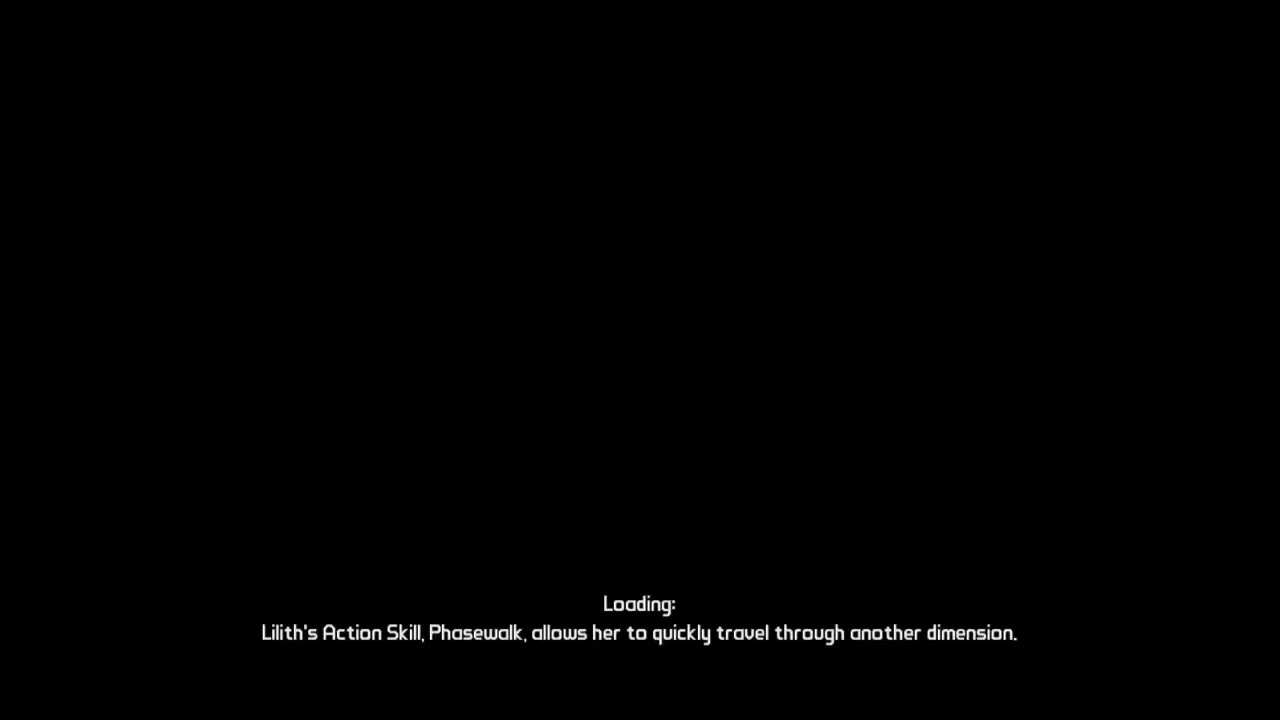 Loading:
Lilith's Action Skill, Phasewalk, allows her to quickly travel through another dimension.